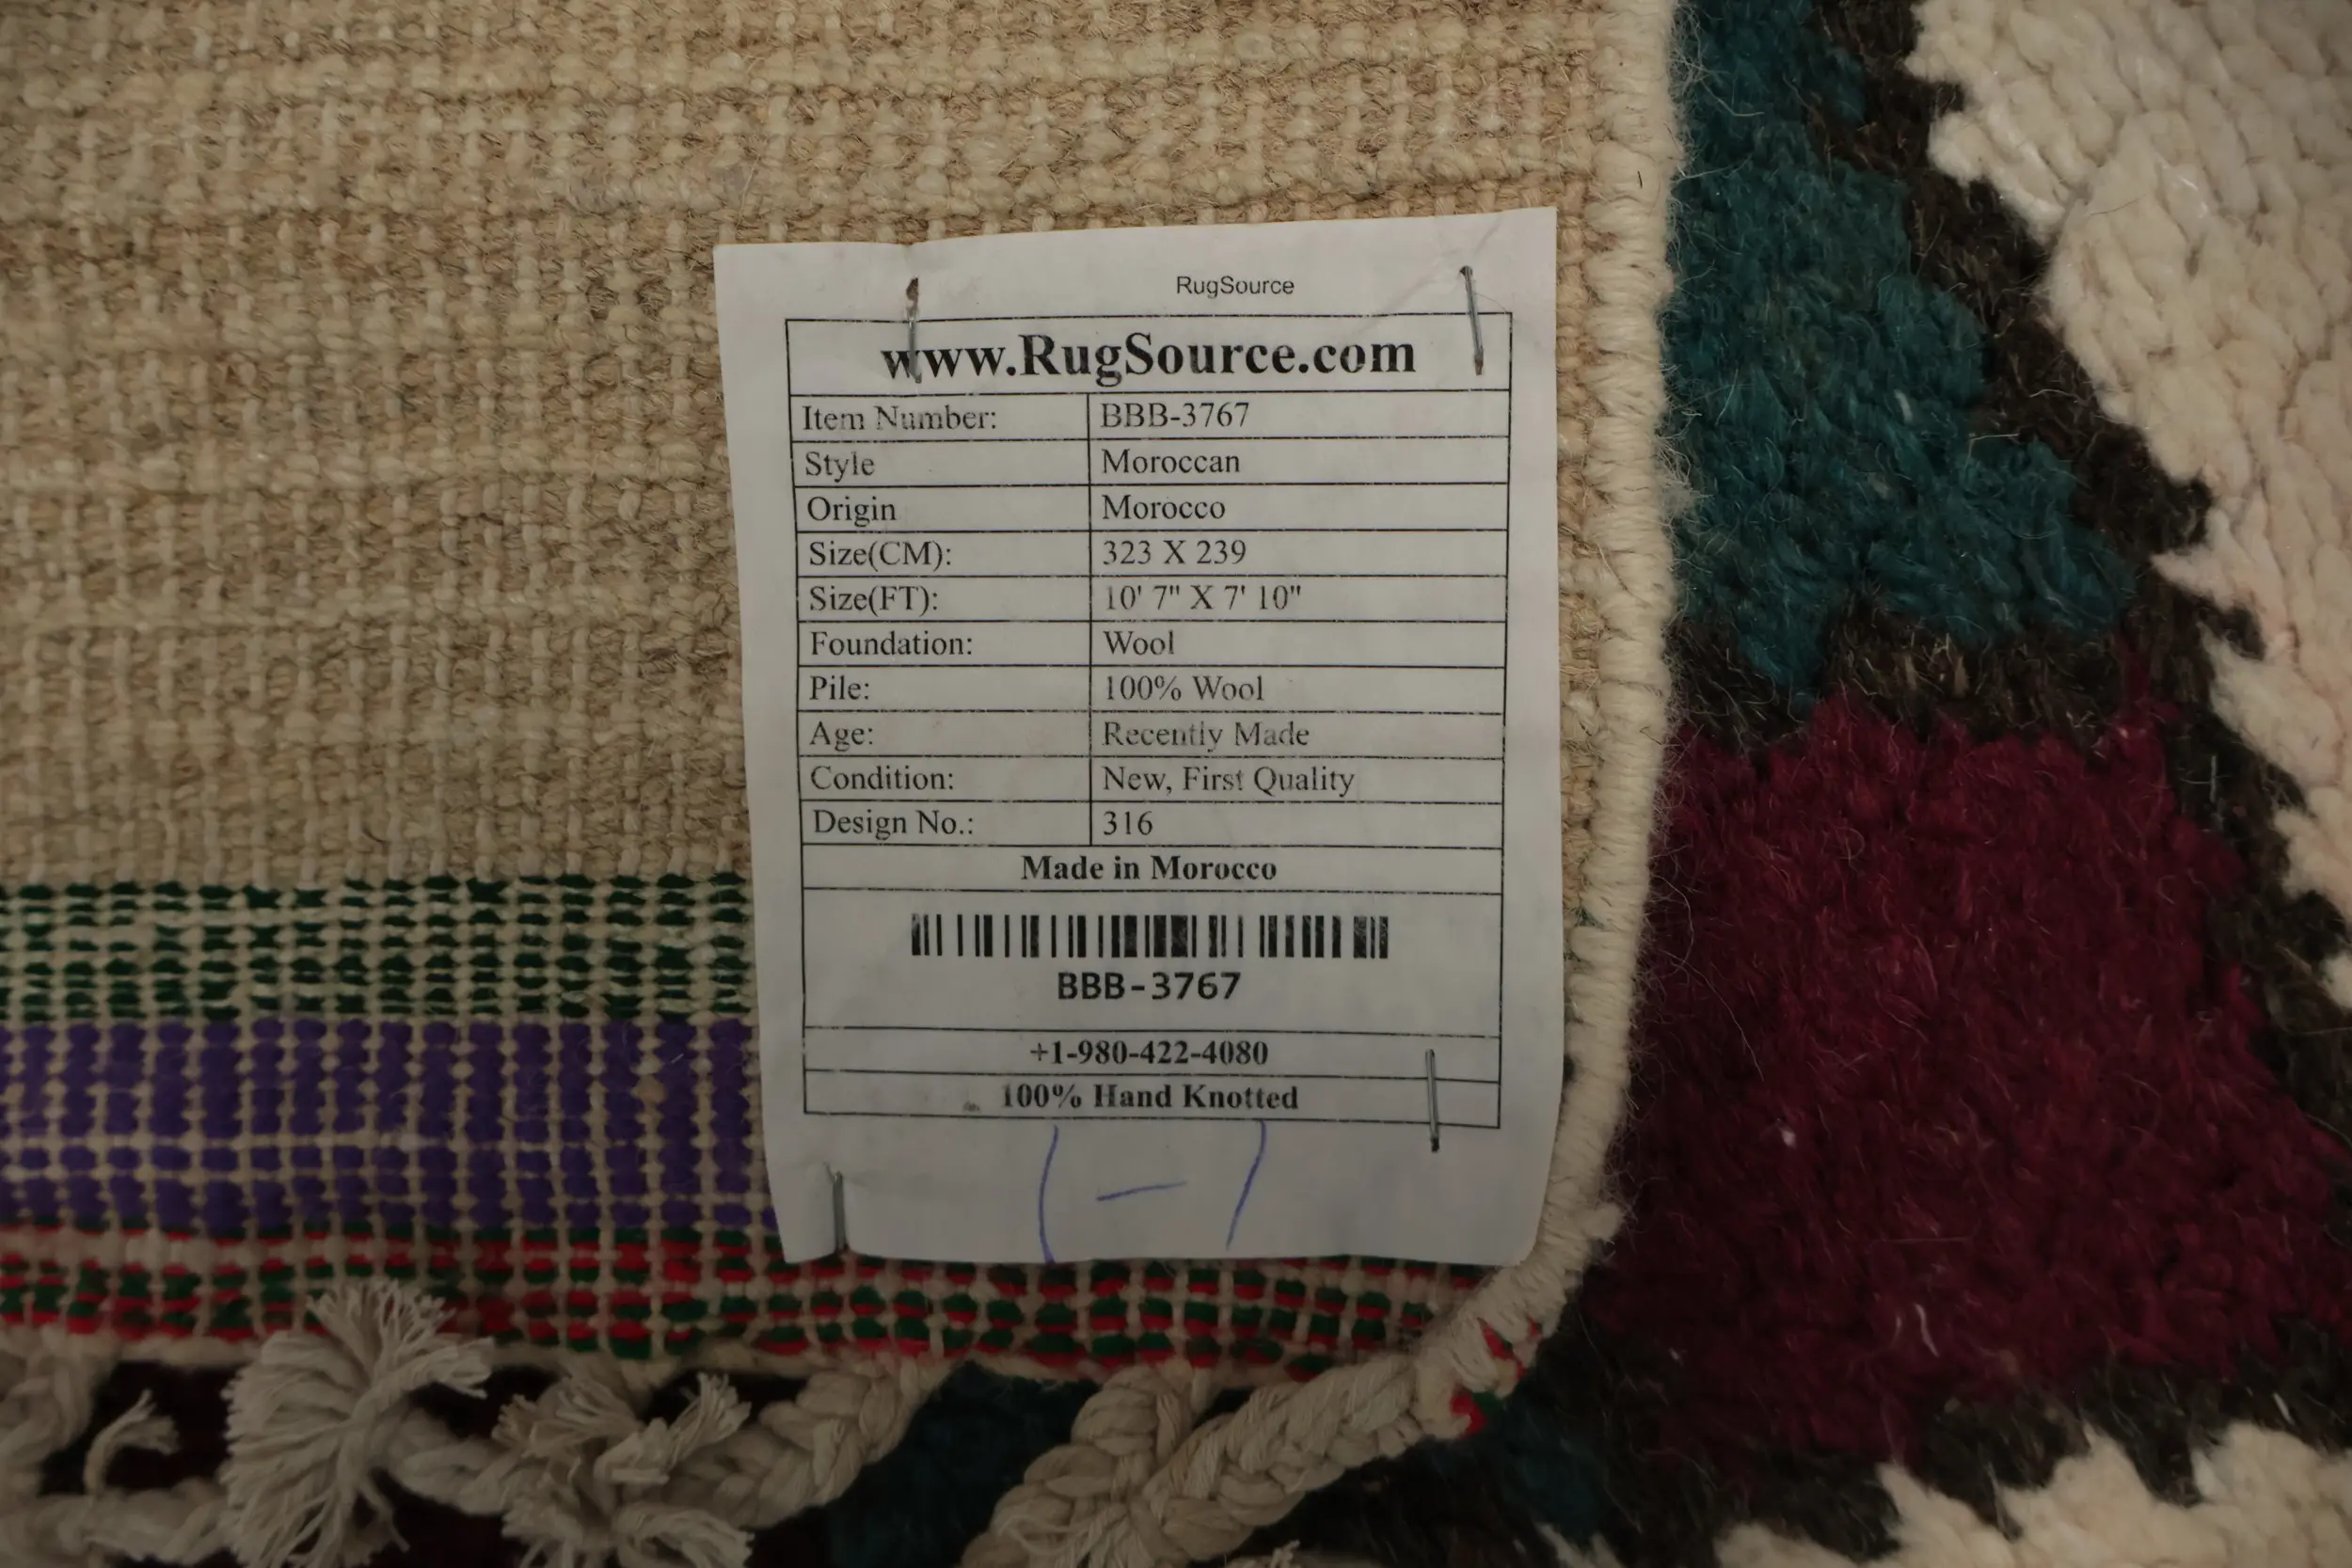 RugSource
www.RugSource.com
Item Number: BBB-3767
Style Moroccan
Origin Morocco
Size(CM): 323 X 239
Size(FT): 10' 7" X 7' 10"
Foundation: Wool
Pile: 100% Wool
Age: Recently Made
Condition: New, First Quality
Design No.: 316
Made in Morocco
BBB-3767
+1-980-422-4080
100% Hand Knotted
(-)